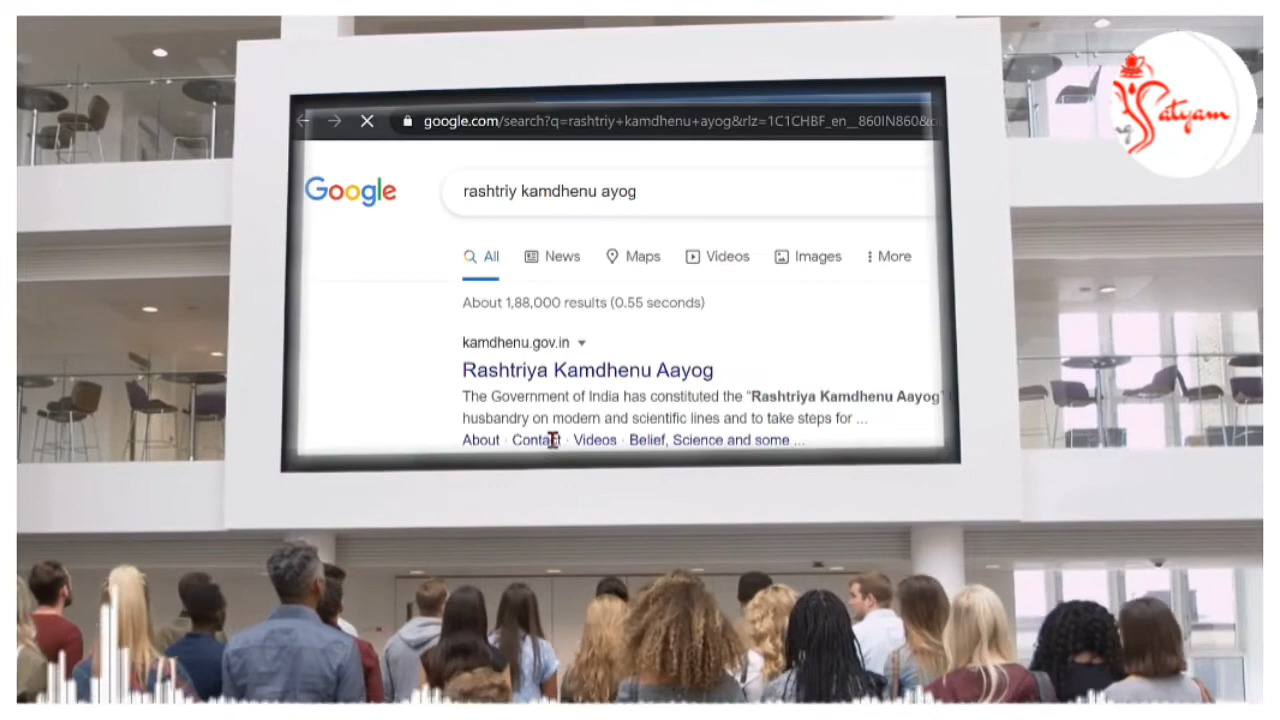 google.com/search?q=rashtriy+kamdhenu+ayog&rlz=1C1CHBF_en__860IN860&
Google
rashtriy kamdhenu ayog
All News Maps Videos Images More
About 1,88,000 results (0.55 seconds)
kamdhenu.gov.in
Rashtriya Kamdhenu Aayog
The Government of India has constituted the "Rashtriya Kamdhenu Aayog"
husbandry on modern and scientific lines and to take steps for ...
About · Contact · Videos · Belief, Science and some ...
Satyam